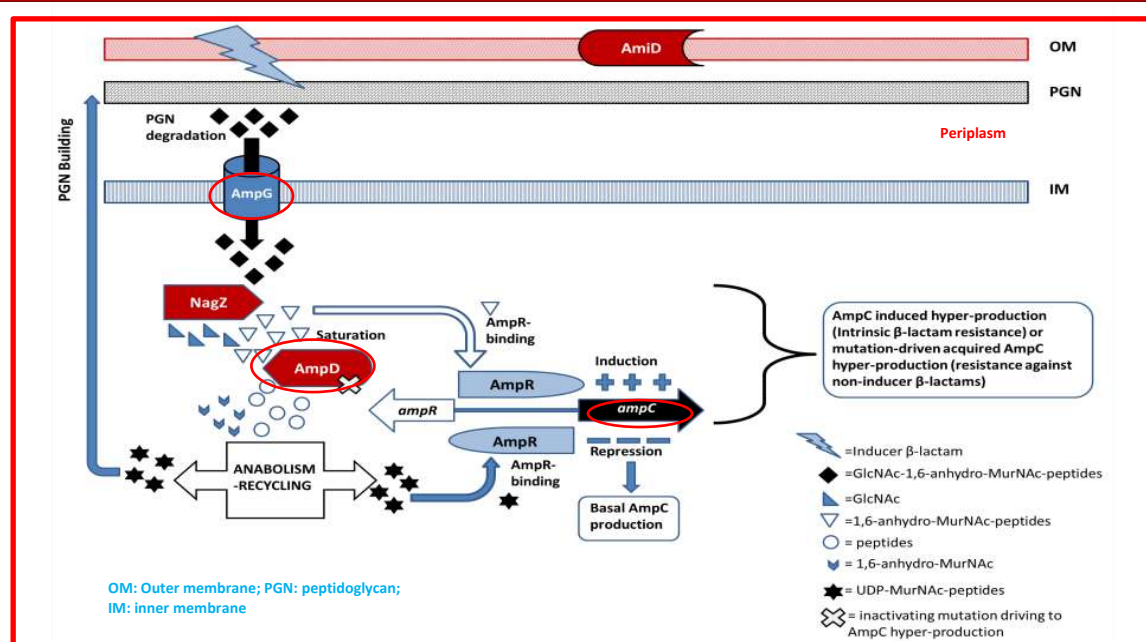 AmiD
OM
PGN
PGN
degradation
Periplasm
PGN Building
AmpG
IM
NagZ
Saturation
AmpR-
binding
AmpD
Induction
AmpR
ampR
ampC
AmpR
Repression
AmpR-
binding
ANABOLISM
-RECYCLING
Basal AmpC
production
AmpC induced hyper-production
(Intrinsic β-lactam resistance) or
mutation-driven acquired AmpC
hyper-production (resistance against
non-inducer β-lactams)
=Inducer β-lactam
=GlcNAc-1,6-anhydro-MurNAc-peptides
=GlcNAc
=1,6-anhydro-MurNAc-peptides
= peptides
= 1,6-anhydro-MurNAc
= UDP-MurNAc-peptides
= inactivating mutation driving to
AmpC hyper-production
OM: Outer membrane; PGN: peptidoglycan;
IM: inner membrane